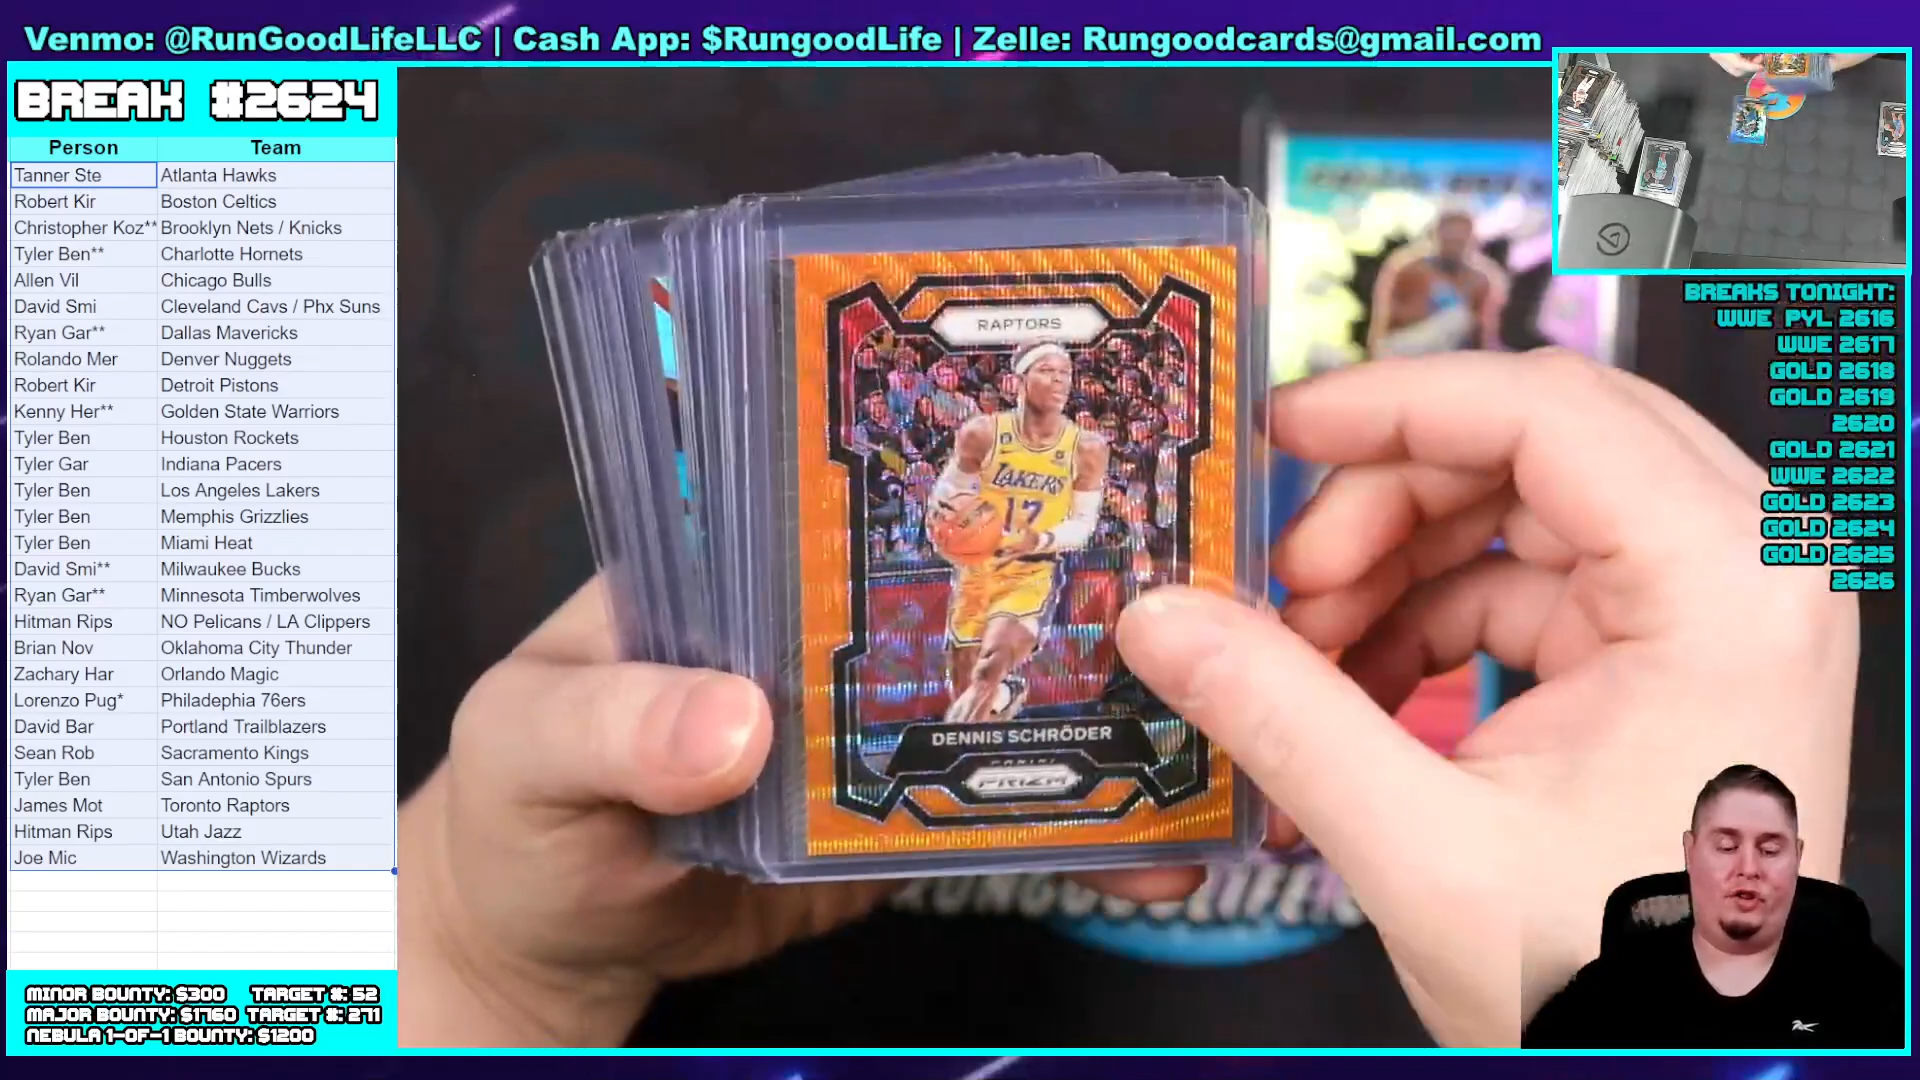 Venmo: @RunGoodLifeLLC | Cash App: $RungoodLife | Zelle: Rungoodcards@gmail.com
BREAK #2624
Person Team
Tanner Ste Atlanta Hawks
Robert Kir Boston Celtics
Christopher Koz** Brooklyn Nets / Knicks
Tyler Ben** Charlotte Hornets
Allen Vil Chicago Bulls
David Smi Cleveland Cavs / Phx Suns
Ryan Gar** Dallas Mavericks
Rolando Mer Denver Nuggets
Robert Kir Detroit Pistons
Kenny Her** Golden State Warriors
Tyler Ben Houston Rockets
Tyler Gar Indiana Pacers
Tyler Ben Los Angeles Lakers
Tyler Ben Memphis Grizzlies
Tyler Ben Miami Heat
David Smi** Milwaukee Bucks
Ryan Gar** Minnesota Timberwolves
Hitman Rips NO Pelicans / LA Clippers
Brian Nov Oklahoma City Thunder
Zachary Har Orlando Magic
Lorenzo Pug* Philadephia 76ers
David Bar Portland Trailblazers
Sean Rob Sacramento Kings
Tyler Ben San Antonio Spurs
James Mot Toronto Raptors
Hitman Rips Utah Jazz
Joe Mic Washington Wizards
MINOR BOUNTY: $300 TARGET #: 52
MAJOR BOUNTY: $1760 TARGET #: 271
NEBULA 1-OF-1 BOUNTY: $1200
RAPTORS
LAKERS
17
DENNIS SCHRÖDER
PANINI
PRIZM
RUNGOODLIFE
BREAKS TONIGHT:
WWE PYL 2616
WWE 2617
GOLD 2618
GOLD 2619
2620
GOLD 2621
WWE 2622
GOLD 2623
GOLD 2624
GOLD 2625
2626